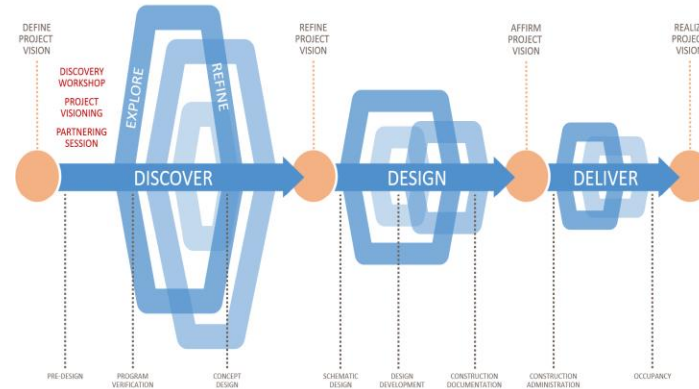 DEFINE
PROJECT
VISION
REFINE
PROJECT
VISION
AFFIRM
PROJECT
VISION
DISCOVERY
WORKSHOP
PROJECT
VISIONING
PARTNERING
SESSION
EXPLORE
REFINE
DISCOVER
DESIGN
DELIVER
PRE-DESIGN
PROGRAM
VERIFICATION
CONCEPT
DESIGN
SCHEMATIC
DESIGN
DESIGN
DEVELOPMENT
CONSTRUCTION
DOCUMENTATION
CONSTRUCTION
ADMINISTRATION
OCCUPANCY